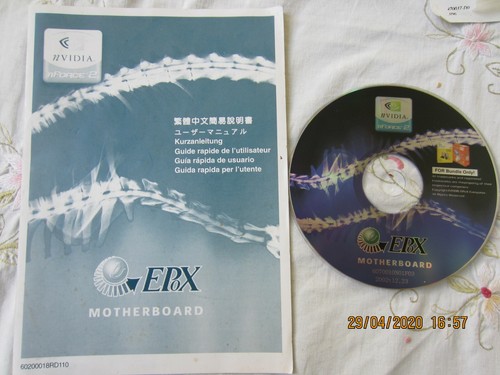 nVIDIA
nFORCE 2
繁體中文簡易說明書
ユーザーマニュアル
Kurzanleitung
Guide rapide de l'utilisateur
Guía rápida de usuario
Guida rapida per l'utente
EPoX
MOTHERBOARD
60200018RD110
nVIDIA
nFORCE 2
FOR Bundle Only!
EPoX
MOTHERBOARD
29/04/2020 16:57